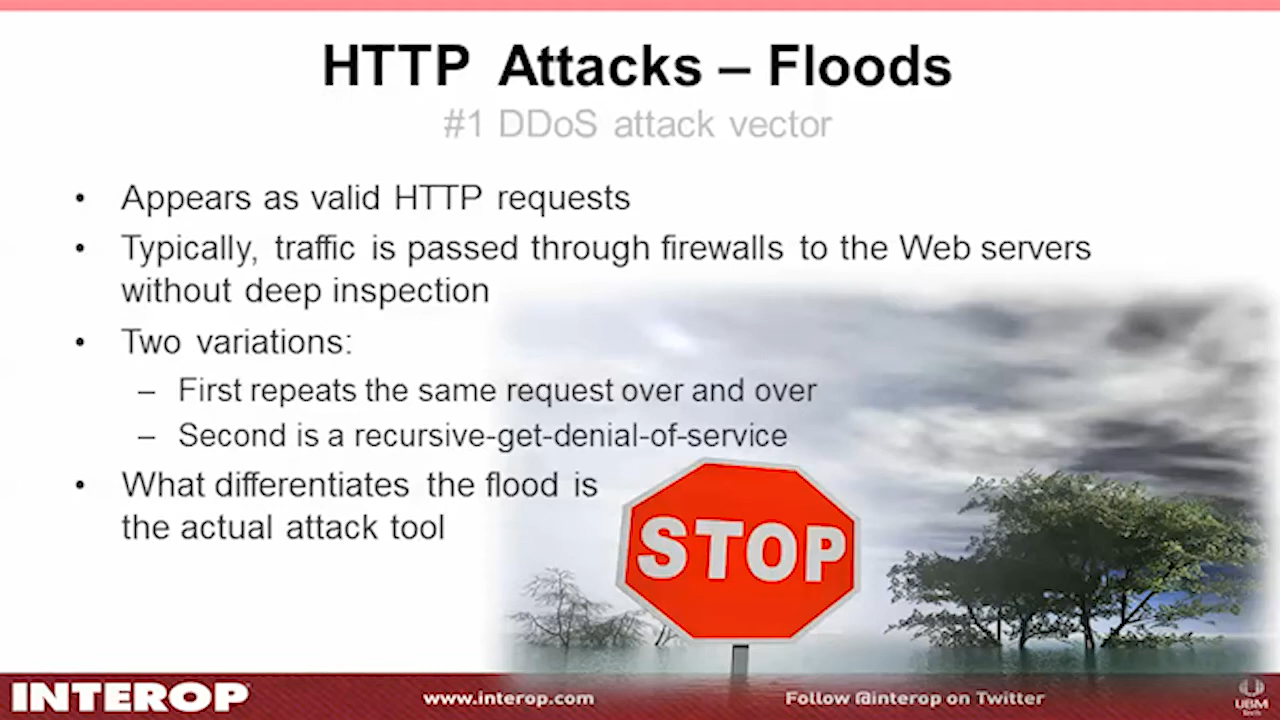 HTTP Attacks – Floods
#1 DDoS attack vector
• Appears as valid HTTP requests
• Typically, traffic is passed through firewalls to the Web servers
without deep inspection
• Two variations:
– First repeats the same request over and over
– Second is a recursive-get-denial-of-service
• What differentiates the flood is
the actual attack tool
STOP
INTEROP
www.interop.com
Follow @interop on Twitter
UBM
Tech